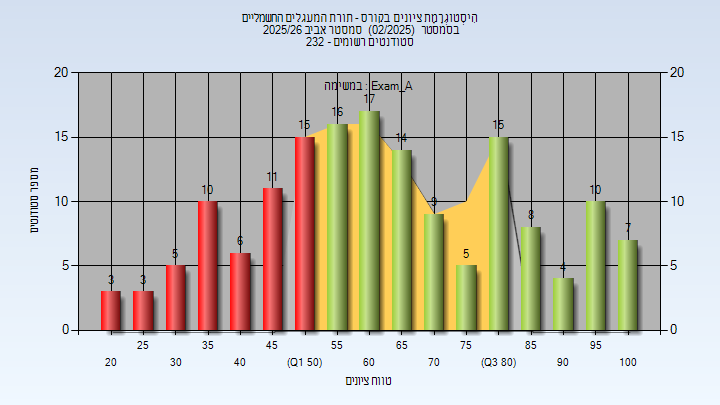 היסטוגרמת ציונים בקורס - תורת המעגלים החשמליים
בסמסטר (02/2025) סמסטר אביב 2025/26
סטודנטים רשומים - 232
במשימה : Exam_A
מספר סטודנטים
20 20
15 15
10 10
5 5
0 0
3 3 5 10 6 11 15 16 17 14 9 5 15 8 4 10 7
25 35 45 55 65 75 85 95
20 30 40 (Q1 50) 60 70 (Q3 80) 90 100
טווח ציונים